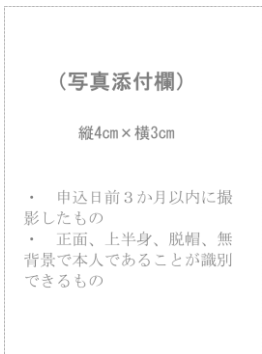 (写真添付欄)
縦4cm×横3cm
・　申込日前３か月以内に撮
影したもの
・　正面、上半身、脱帽、無
背景で本人であることが識別
できるもの